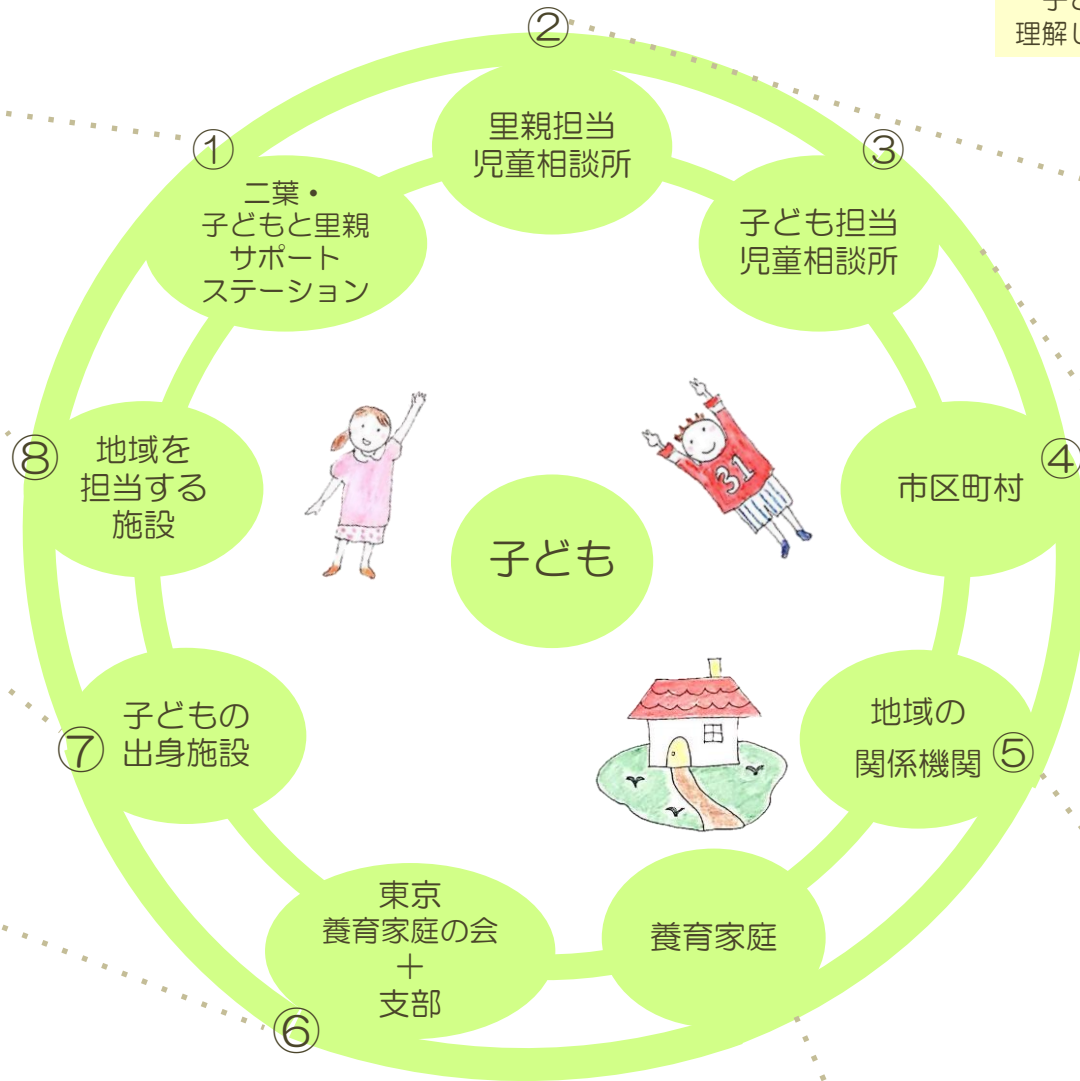 子ど
理解し
①
二葉・
子どもと里親
サポート
ステーション
②
里親担当
児童相談所
③
子ども担当
児童相談所
④
市区町村
⑤
地域の
関係機関
養育家庭
⑥
東京
養育家庭の会
＋
支部
⑦
子どもの
出身施設
⑧
地域を
担当する
施設
子ども
31